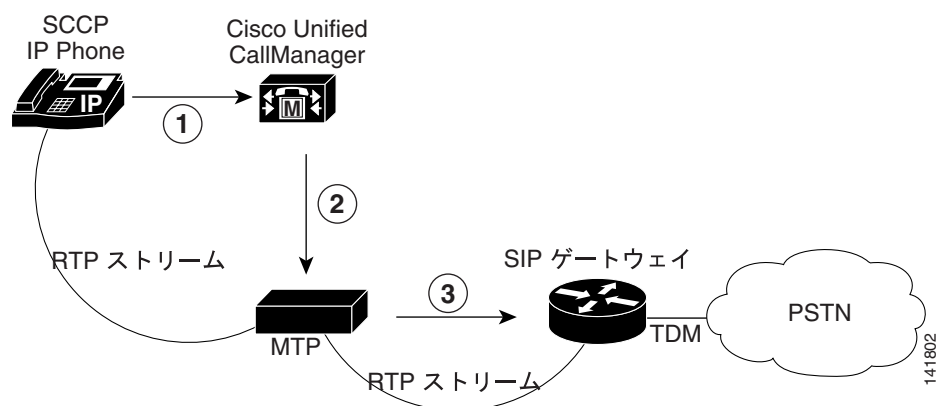 SCCP
IP Phone
Cisco Unified
CallManager
IP
M
1
2
RTP ストリーム
SIP ゲートウェイ
3
PSTN
MTP
TDM
RTP ストリーム
141802